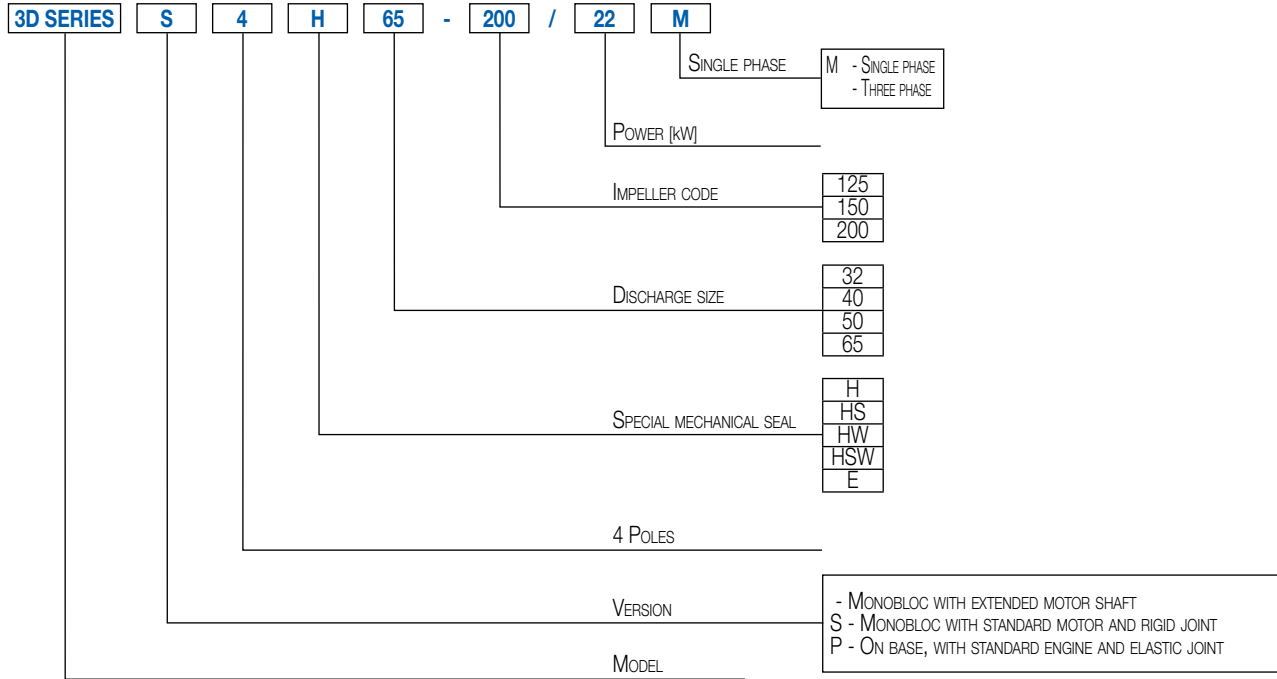 3D SERIES S 4 H 65 - 200 / 22 M
SINGLE PHASE
M - SINGLE PHASE
- THREE PHASE
POWER [kW]
IMPELLER CODE
125
150
200
DISCHARGE SIZE
32
40
50
65
SPECIAL MECHANICAL SEAL
H
HS
HW
HSW
E
4 POLES
VERSION
- MONOBLOC WITH EXTENDED MOTOR SHAFT
S - MONOBLOC WITH STANDARD MOTOR AND RIGID JOINT
P - ON BASE, WITH STANDARD ENGINE AND ELASTIC JOINT
MODEL